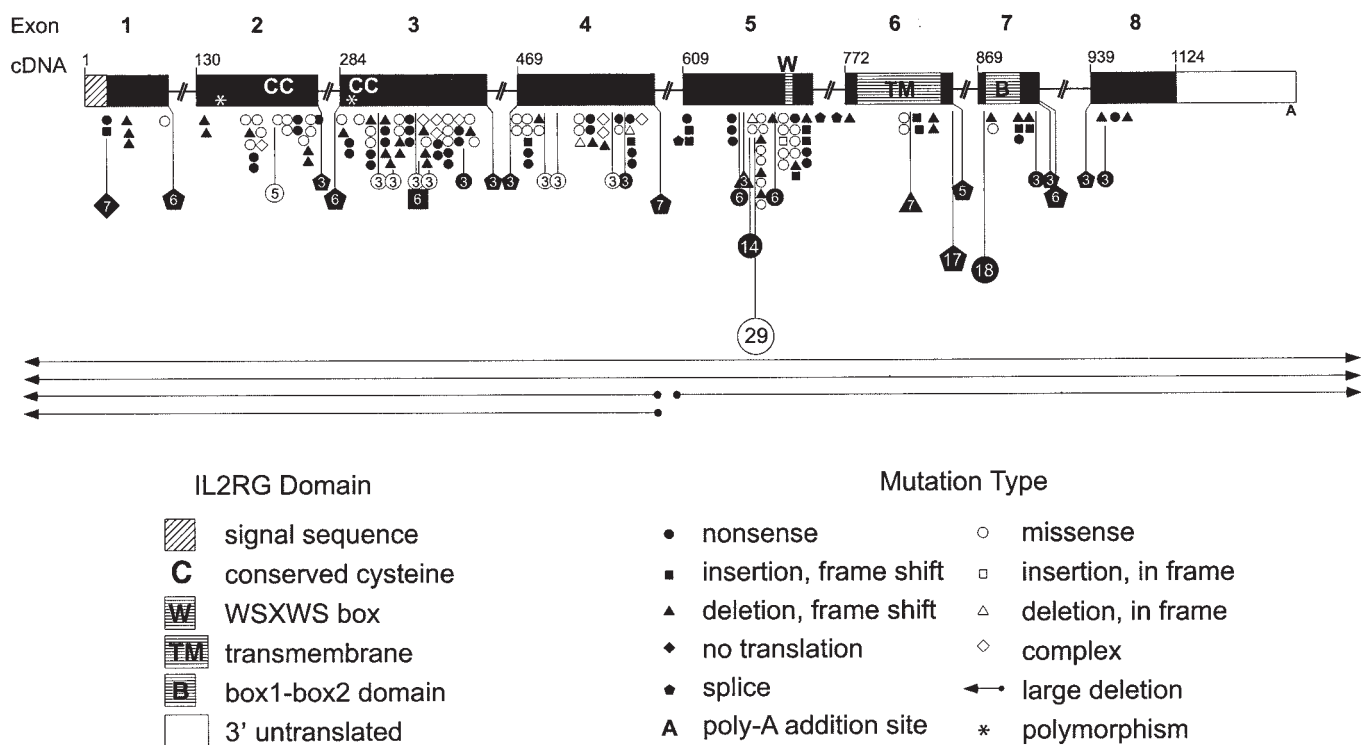 Exon 1 2 3 4 5 6 7 8
cDNA 1 130 284 469 609 W 772 869 939 1124
CC CC TM B
* *
A
3 3 3 3 3 3 3 3 3 3 3 3 3 3 3 3 3
5 6 6 6 5
7 6 6 7 7 6
14
17
18
29
IL2RG Domain
signal sequence
C conserved cysteine
W WSXWS box
TM transmembrane
B box1-box2 domain
3' untranslated
Mutation Type
nonsense
insertion, frame shift
deletion, frame shift
no translation
splice
A poly-A addition site
missense
insertion, in frame
deletion, in frame
complex
large deletion
* polymorphism